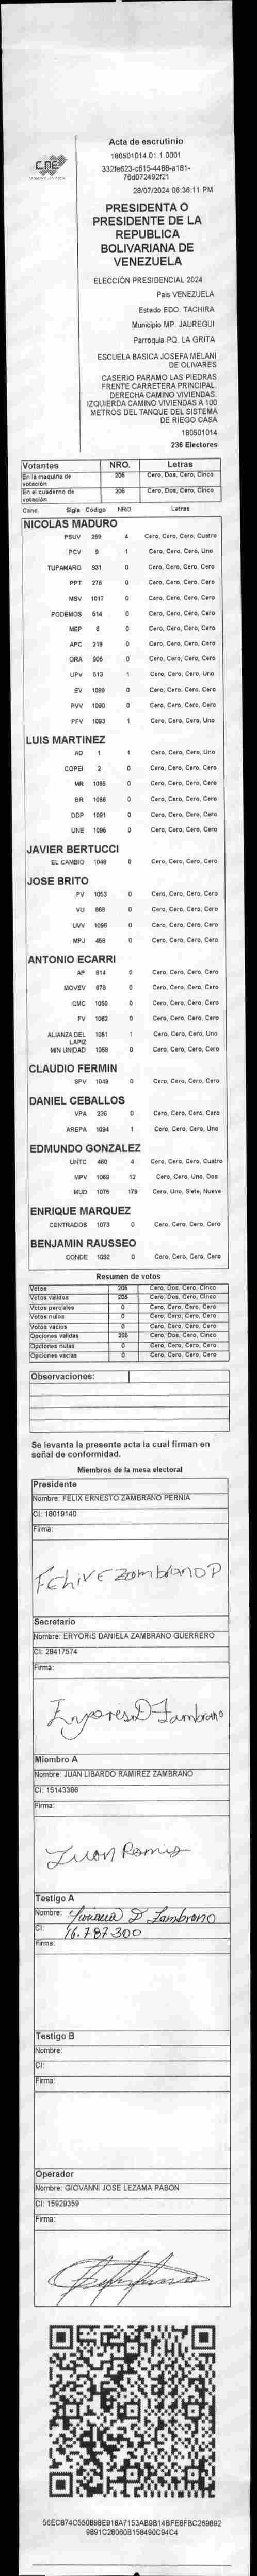 CNE
Acta de escrutinio
180501014.01.1.0001
332fe623-c615-4489-a181-
76d072492f21
28/07/2024 06:36:11 PM
PRESIDENTA O
PRESIDENTE DE LA
REPUBLICA
BOLIVARIANA DE
VENEZUELA
ELECCIÓN PRESIDENCIAL 2024
País VENEZUELA
Estado EDO. TACHIRA
Municipio MP. JAUREGUI
Parroquia PQ. LA GRITA
ESCUELA BASICA JOSEFA MELANI
DE OLIVARES
CASERIO PARAMO LAS PIEDRAS
FRENTE CARRETERA PRINCIPAL.
DERECHA CAMINO VIVIENDAS.
IZQUIERDA CAMINO VIVIENDAS A 100
METROS DEL TANQUE DEL SISTEMA
DE RIEGO CASA
180501014
236 Electores
Votantes NRO. Letras
En la máquina de votación 205 Cero, Dos, Cero, Cinco
En el cuaderno de votación 205 Cero, Dos, Cero, Cinco
Cand. Sigla Código NRO. Letras
NICOLAS MADURO
PSUV 269 4 Cero, Cero, Cero, Cuatro
PCV 9 1 Cero, Cero, Cero, Uno
TUPAMARO 931 0 Cero, Cero, Cero, Cero
PPT 276 0 Cero, Cero, Cero, Cero
MSV 1017 0 Cero, Cero, Cero, Cero
PODEMOS 514 0 Cero, Cero, Cero, Cero
MEP 6 0 Cero, Cero, Cero, Cero
APC 219 0 Cero, Cero, Cero, Cero
ORA 906 0 Cero, Cero, Cero, Cero
UPV 513 1 Cero, Cero, Cero, Uno
EV 1089 0 Cero, Cero, Cero, Cero
PVV 1090 0 Cero, Cero, Cero, Cero
PFV 1093 1 Cero, Cero, Cero, Uno
LUIS MARTINEZ
AD 1 1 Cero, Cero, Cero, Uno
COPEI 2 0 Cero, Cero, Cero, Cero
MR 1065 0 Cero, Cero, Cero, Cero
BR 1066 0 Cero, Cero, Cero, Cero
DDP 1091 0 Cero, Cero, Cero, Cero
UNE 1095 0 Cero, Cero, Cero, Cero
JAVIER BERTUCCI
EL CAMBIO 1049 0 Cero, Cero, Cero, Cero
JOSE BRITO
PV 1053 0 Cero, Cero, Cero, Cero
VU 869 0 Cero, Cero, Cero, Cero
UVV 1096 0 Cero, Cero, Cero, Cero
MPJ 458 0 Cero, Cero, Cero, Cero
ANTONIO ECARRI
AP 814 0 Cero, Cero, Cero, Cero
MOVEV 878 0 Cero, Cero, Cero, Cero
CMC 1050 0 Cero, Cero, Cero, Cero
FV 1062 0 Cero, Cero, Cero, Cero
ALIANZA DEL LAPIZ 1051 1 Cero, Cero, Cero, Uno
MIN UNIDAD 1068 0 Cero, Cero, Cero, Cero
CLAUDIO FERMIN
SPV 1048 0 Cero, Cero, Cero, Cero
DANIEL CEBALLOS
VPA 236 0 Cero, Cero, Cero, Cero
AREPA 1094 1 Cero, Cero, Cero, Uno
EDMUNDO GONZALEZ
UNTC 460 4 Cero, Cero, Cero, Cuatro
MPV 1069 12 Cero, Cero, Uno, Dos
MUD 1076 179 Cero, Uno, Siete, Nueve
ENRIQUE MARQUEZ
CENTRADOS 1073 0 Cero, Cero, Cero, Cero
BENJAMIN RAUSSEO
CONDE 1092 0 Cero, Cero, Cero, Cero
Resumen de votos
Votos 205 Cero, Dos, Cero, Cinco
Votos validos 205 Cero, Dos, Cero, Cinco
Votos parciales 0 Cero, Cero, Cero, Cero
Votos nulos 0 Cero, Cero, Cero, Cero
Votos vacios 0 Cero, Cero, Cero, Cero
Opciones validas 205 Cero, Dos, Cero, Cinco
Opciones nulas 0 Cero, Cero, Cero, Cero
Opciones vacias 0 Cero, Cero, Cero, Cero
Observaciones:
Se levanta la presente acta la cual firman en
señal de conformidad.
Miembros de la mesa electoral
Presidente
Nombre: FELIX ERNESTO ZAMBRANO PERNIA
CI: 18019140
Firma:
Felix E Zambrano P
Secretario
Nombre: ERYORIS DANIELA ZAMBRANO GUERRERO
CI: 28417574
Firma:
Eryoris D Zambrano
Miembro A
Nombre: JUAN LIBARDO RAMIREZ ZAMBRANO
CI: 15143386
Firma:
Juan Ramirez
Testigo A
Nombre: D Zambrano
CI: 16.787.300
Firma:
Testigo B
Nombre:
CI:
Firma:
Operador
Nombre: GIOVANNI JOSE LEZAMA PABON
CI: 15929359
Firma:
56EC874C550898E918A7153AB9B14BFE8FBC269892
9891C28060B158490C94C4